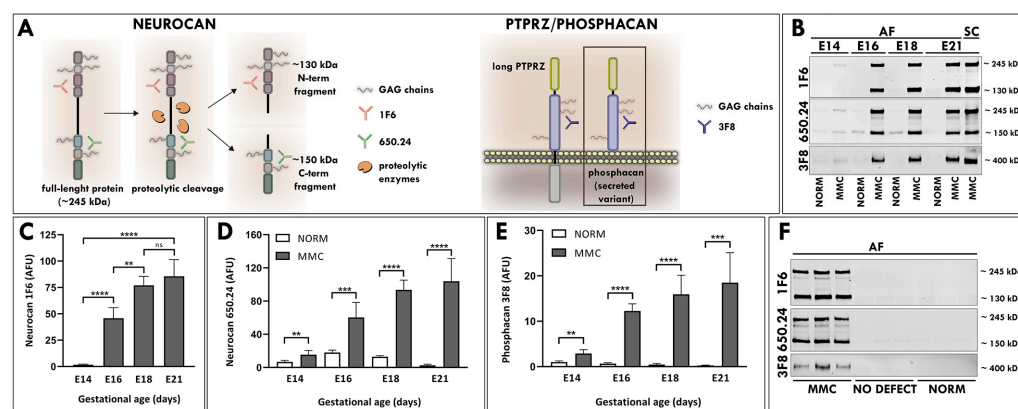 A
NEUROCAN
full-lenght protein
(~245 kDa)
proteolytic cleavage
~130 kDa
N-term
fragment
~150 kDa
C-term
fragment
GAG chains
1F6
650.24
proteolytic
enzymes
PTPRZ/PHOSPHACAN
long PTPRZ
phosphacan
(secreted
variant)
GAG chains
3F8
B
AF SC
E14 E16 E18 E21
1F6
~ 245 kDa
~ 130 kDa
650.24
~ 245 kDa
~ 150 kDa
3F8
~ 400 kDa
NORM MMC NORM MMC NORM MMC NORM MMC MMC
C
Neurocan 1F6 (AFU)
125
100
75
50
25
0
****
****
**
ns
E14 E16 E18 E21
Gestational age (days)
D
Neurocan 650.24 (AFU)
160
120
80
40
0
NORM
MMC
**
***
****
****
E14 E16 E18 E21
Gestational age (days)
E
Phosphacan 3F8 (AFU)
30
20
10
0
NORM
MMC
**
****
****
***
E14 E16 E18 E21
Gestational age (days)
F
AF
1F6
~ 245 kDa
~ 130 kDa
650.24
~ 245 kDa
~ 150 kDa
3F8
~ 400 kDa
MMC NO DEFECT NORM